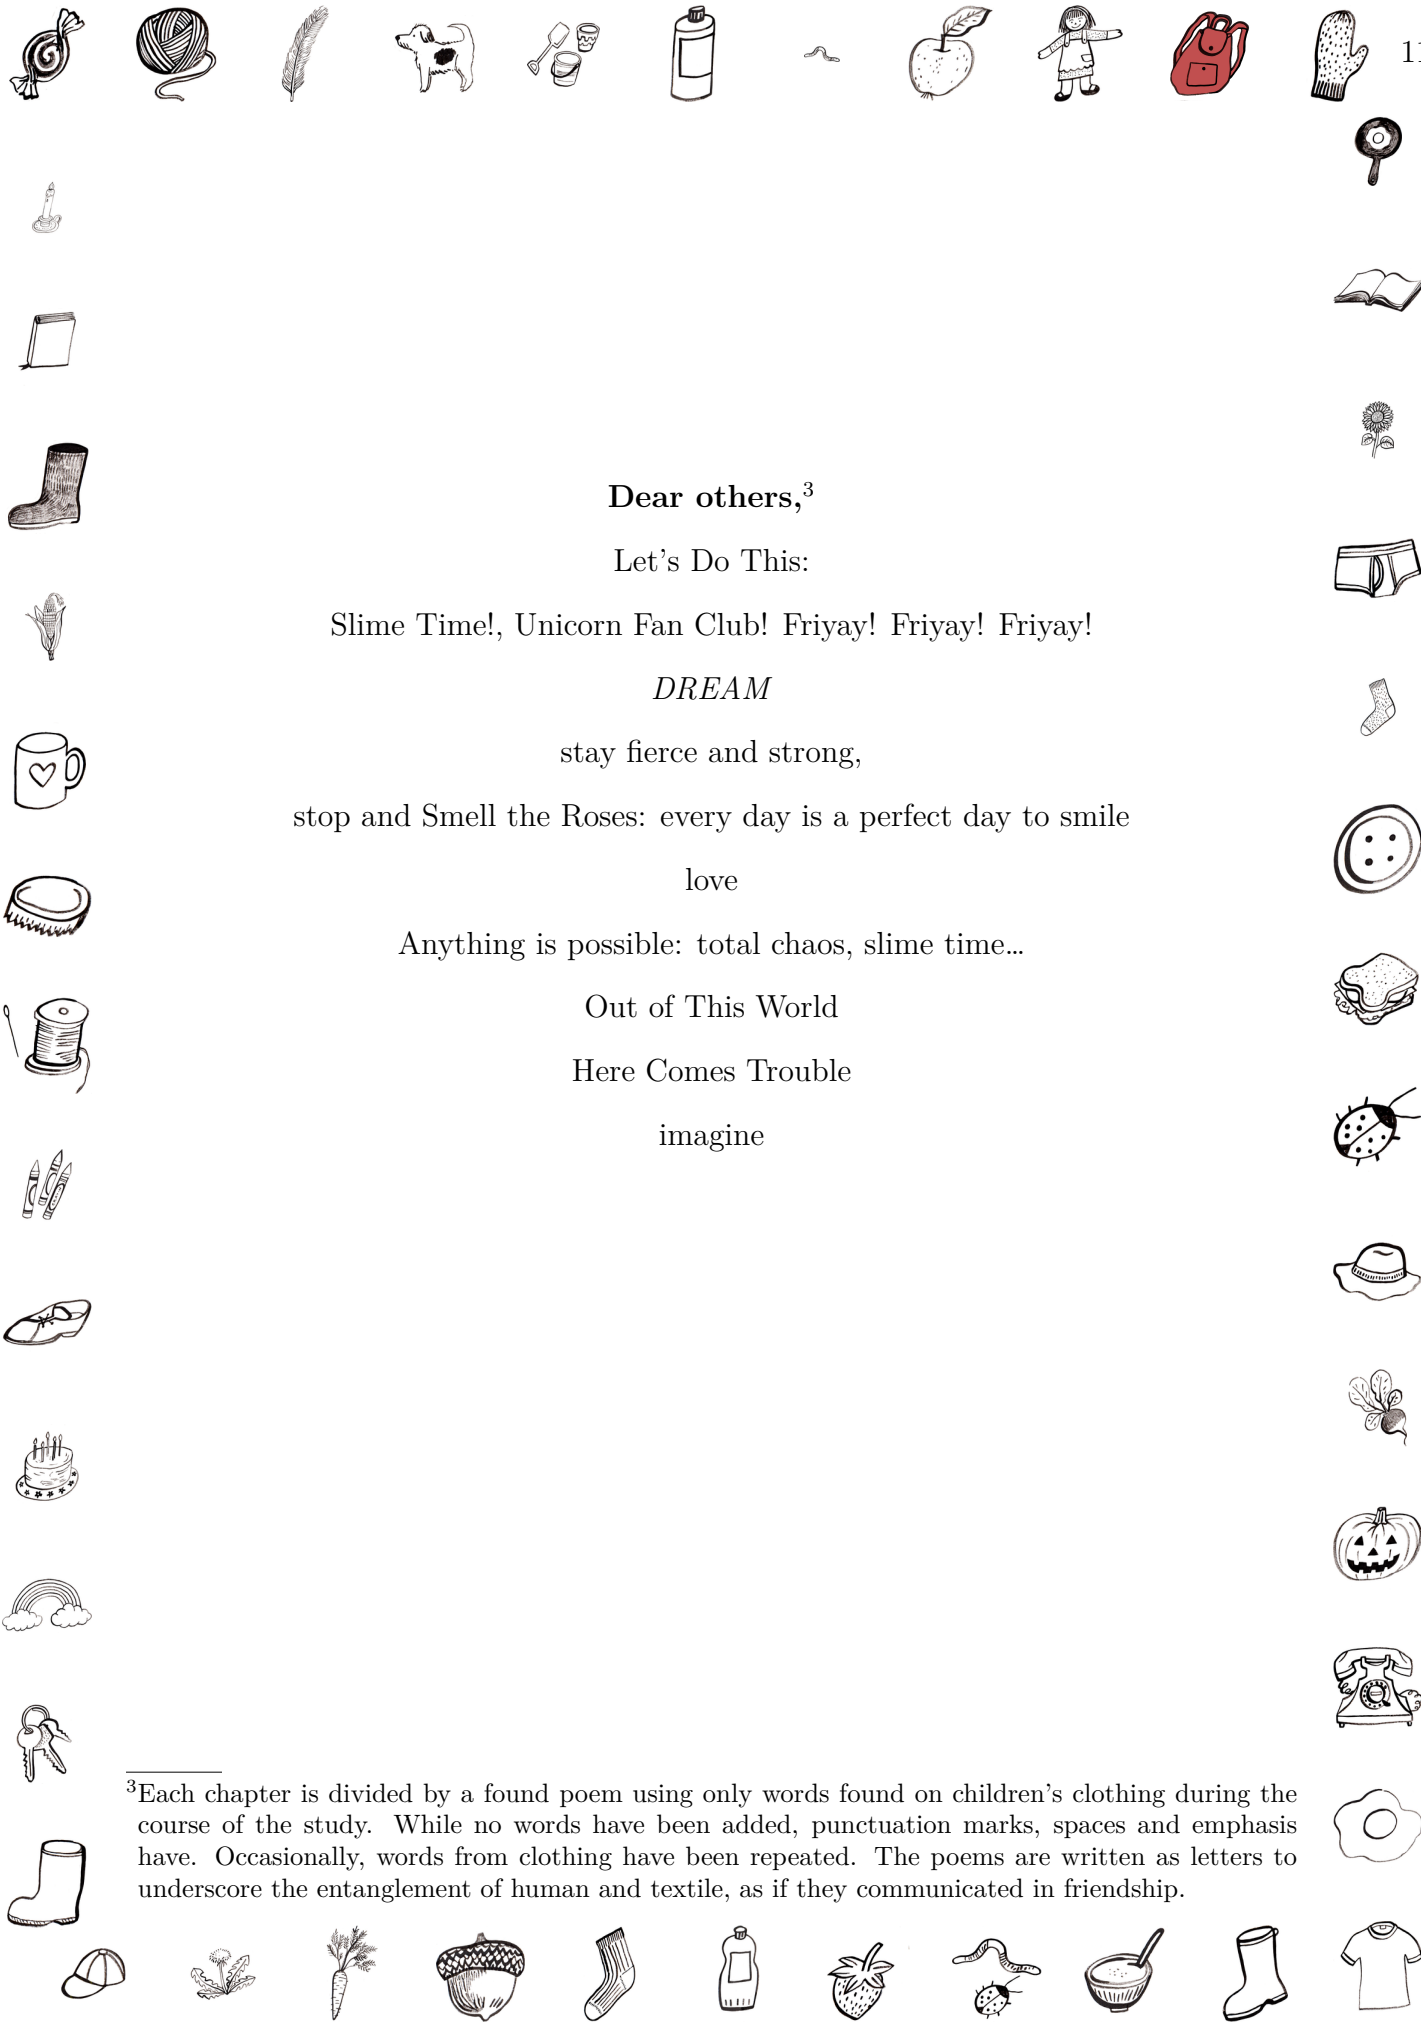 11
Dear others,3
Let's Do This:
Slime Time!, Unicorn Fan Club! Friyay! Friyay! Friyay!
DREAM
stay fierce and strong,
stop and Smell the Roses: every day is a perfect day to smile
love
Anything is possible: total chaos, slime time…
Out of This World
Here Comes Trouble
imagine
3Each chapter is divided by a found poem using only words found on children's clothing during the
course of the study. While no words have been added, punctuation marks, spaces and emphasis
have. Occasionally, words from clothing have been repeated. The poems are written as letters to
underscore the entanglement of human and textile, as if they communicated in friendship.